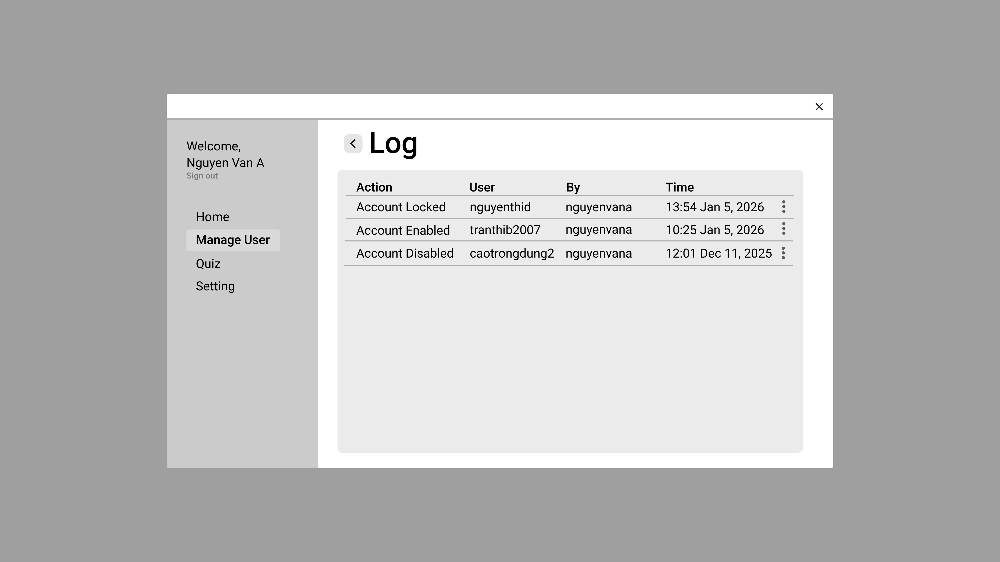 Welcome,
Nguyen Van A
Sign out
Home
Manage User
Quiz
Setting
Log
Action User By Time
Account Locked nguyenthid nguyenvana 13:54 Jan 5, 2026
Account Enabled tranthib2007 nguyenvana 10:25 Jan 5, 2026
Account Disabled caotrongdung2 nguyenvana 12:01 Dec 11, 2025